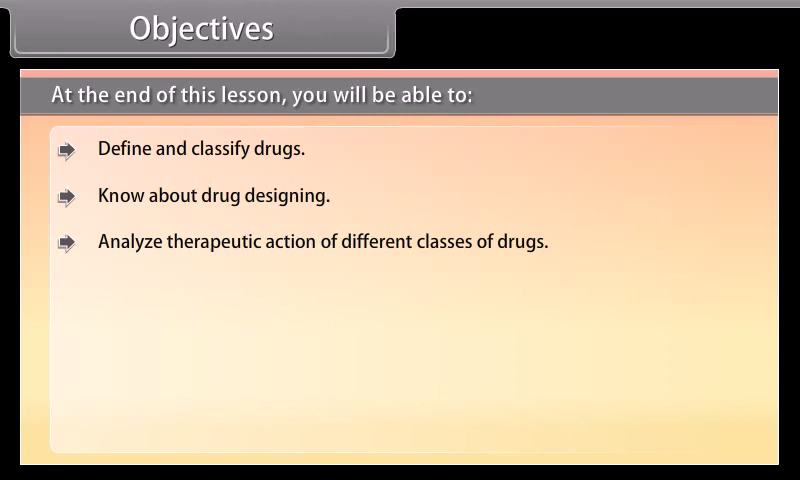 Objectives
At the end of this lesson, you will be able to:
Define and classify drugs.
Know about drug designing.
Analyze therapeutic action of different classes of drugs.